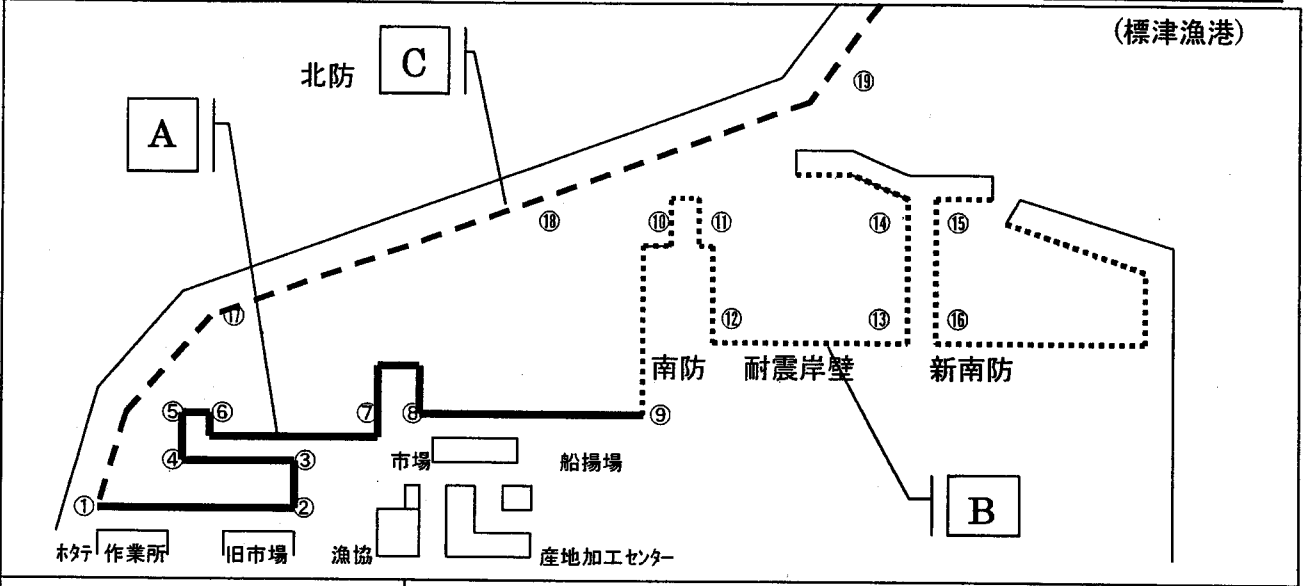 (標津漁港)
北防
C
A
⑲
⑱
⑩
⑪
⑭
⑮
⑰
⑫
⑬
⑯
南防 耐震岸壁 新南防
⑤ ⑥ ⑦ ⑧ ⑨
④ ③
市場 船揚場
① ②
B
ホタテ 作業所 旧市場 漁協 産地加工センター